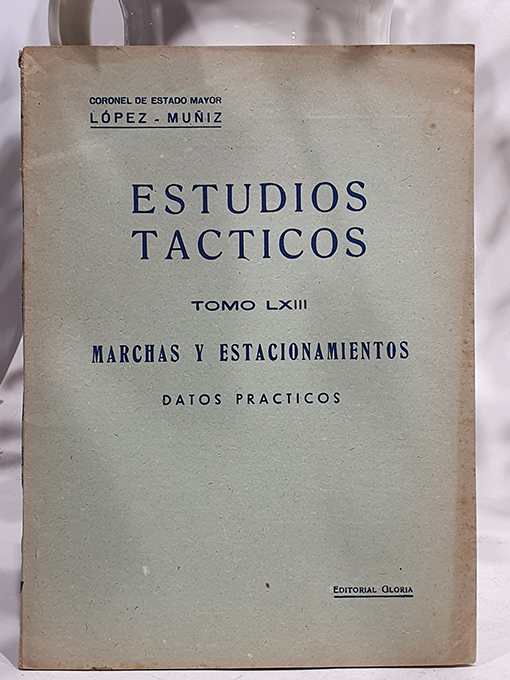 CORONEL DE ESTADO MAYOR
LÓPEZ - MUÑIZ
ESTUDIOS
TACTICOS
TOMO LXIII
MARCHAS Y ESTACIONAMIENTOS
DATOS PRACTICOS
EDITORIAL GLORIA